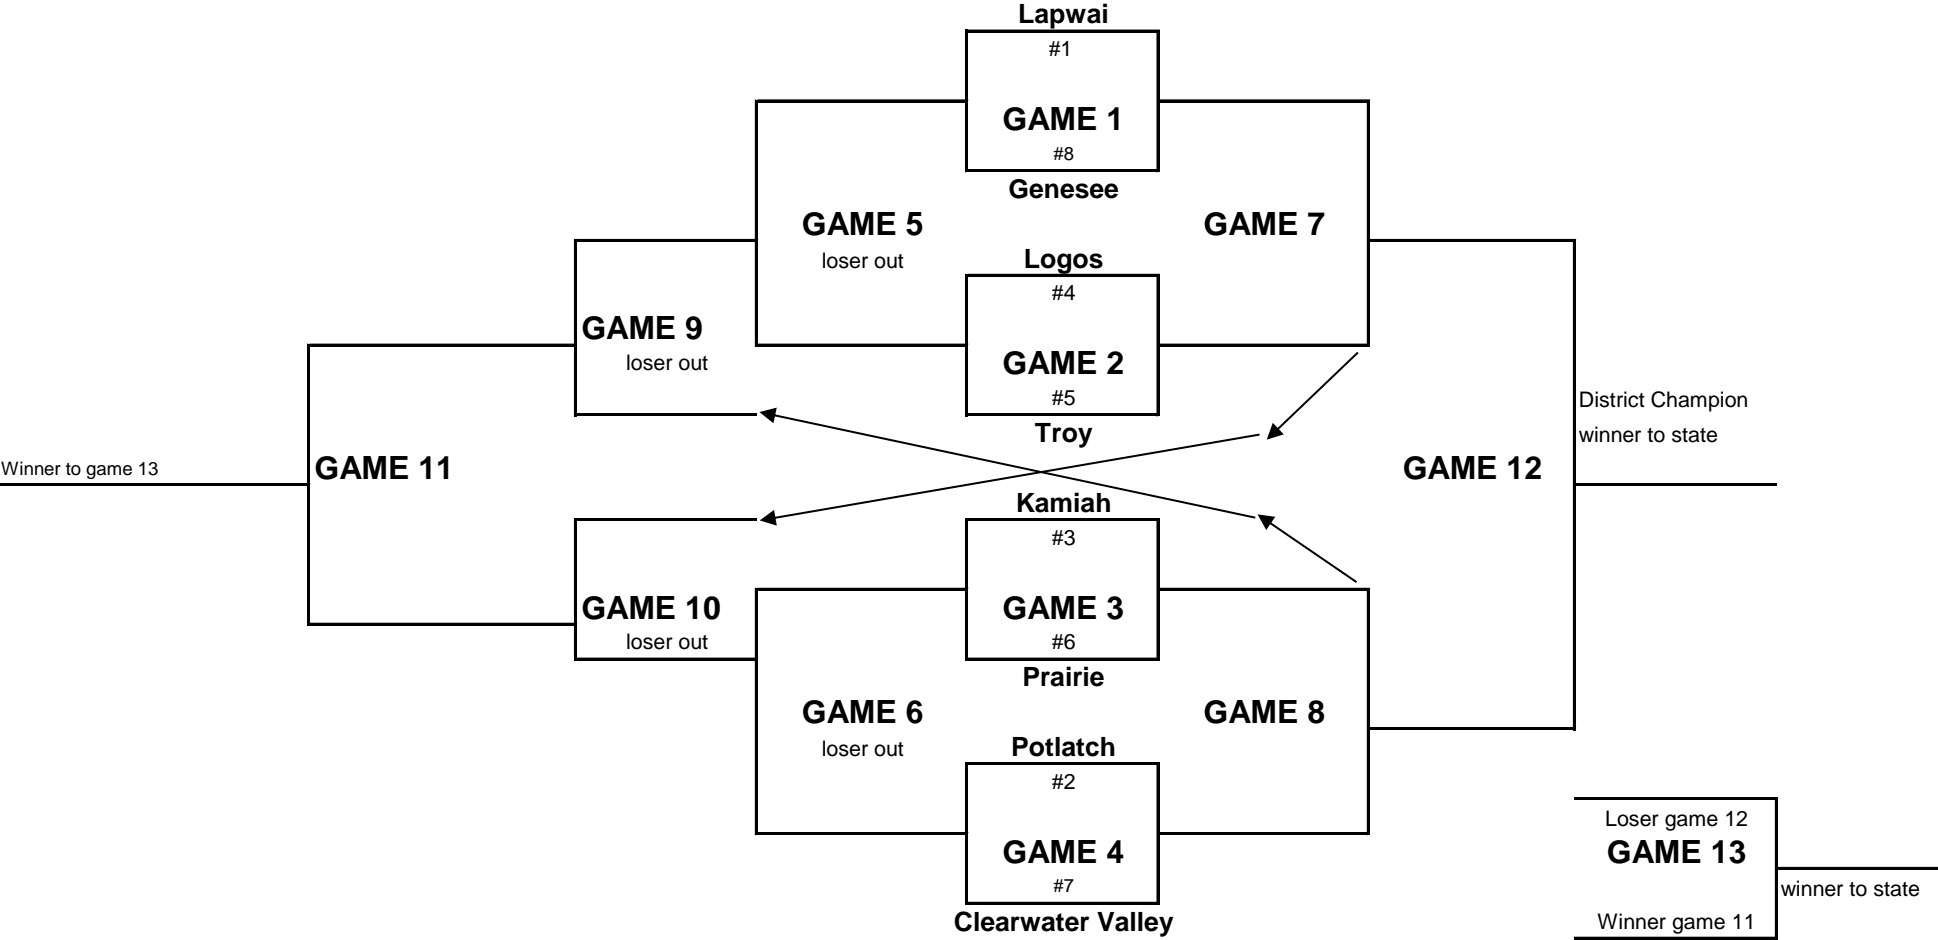 Lapwai
#1
GAME 1
#8
Genesee
GAME 5
GAME 7
loser out
Logos
#4
GAME 9
loser out
GAME 2
#5
Troy
District Champion
winner to state
Winner to game 13
GAME 11
GAME 12
Kamiah
#3
GAME 10
loser out
GAME 3
#6
Prairie
GAME 6
GAME 8
loser out
Potlatch
#2
GAME 4
#7
Clearwater Valley
Loser game 12
GAME 13
winner to state
Winner game 11